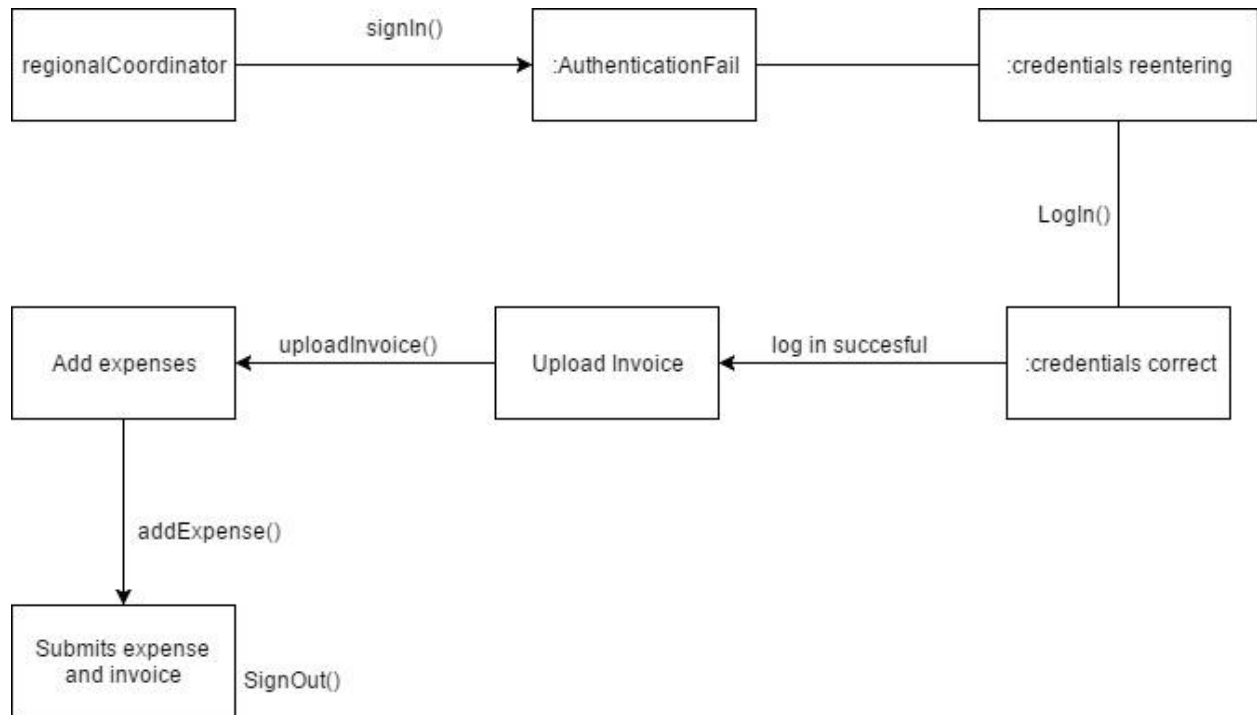 signIn()
regionalCoordinator
:AuthenticationFail
:credentials reentering
LogIn()
Add expenses
uploadInvoice()
Upload Invoice
log in succesful
:credentials correct
addExpense()
Submits expense
and invoice
SignOut()